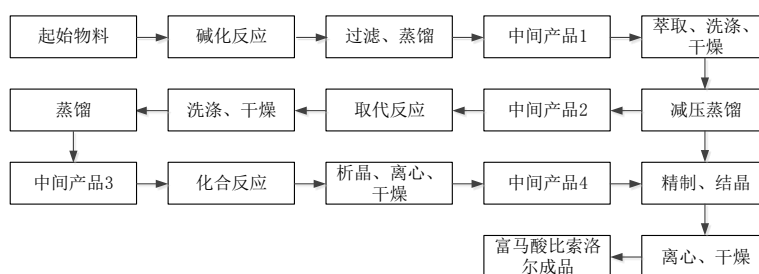 起始物料
碱化反应
过滤、蒸馏
中间产品1
萃取、洗涤、
干燥
蒸馏
洗涤、干燥
取代反应
中间产品2
减压蒸馏
中间产品3
化合反应
析晶、离心、
干燥
中间产品4
精制、结晶
富马酸比索洛
尔成品
离心、干燥